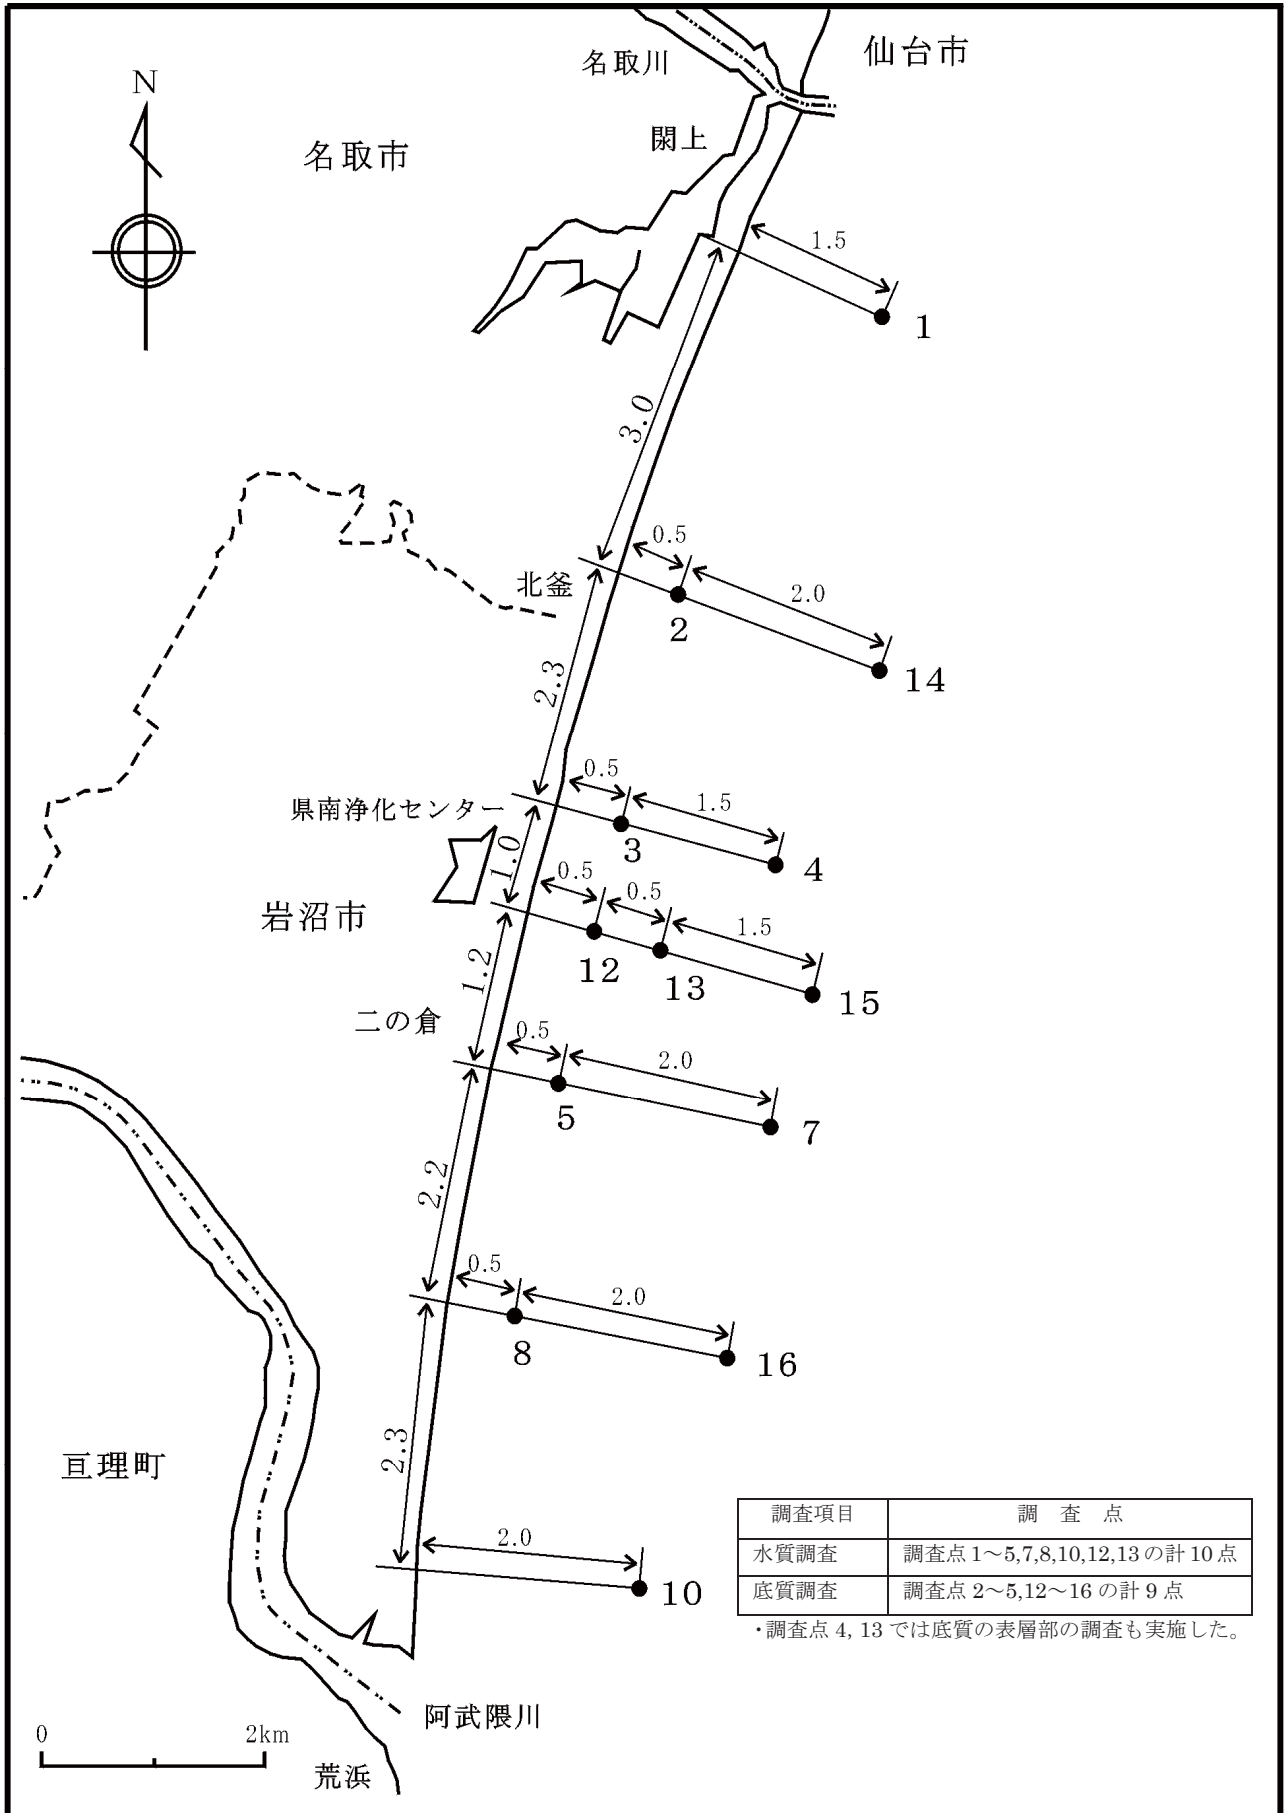 仙台市
名取川
N
閖上
名取市
1.5
1
3.0
0.5
北釜
2.0
2
14
2.3
0.5
県南浄化センター
1.5
3
4
1.0
0.5
0.5
岩沼市
1.5
12
13
15
1.2
二の倉
0.5
2.0
5
7
2.2
0.5
2.0
8
16
2.3
亘理町
2.0
10
調査項目 調 査 点
水質調査 調査点1～5,7,8,10,12,13の計10点
底質調査 調査点 2～5,12～16 の計 9 点
・調査点 4, 13 では底質の表層部の調査も実施した。
阿武隈川
0 2km
荒浜